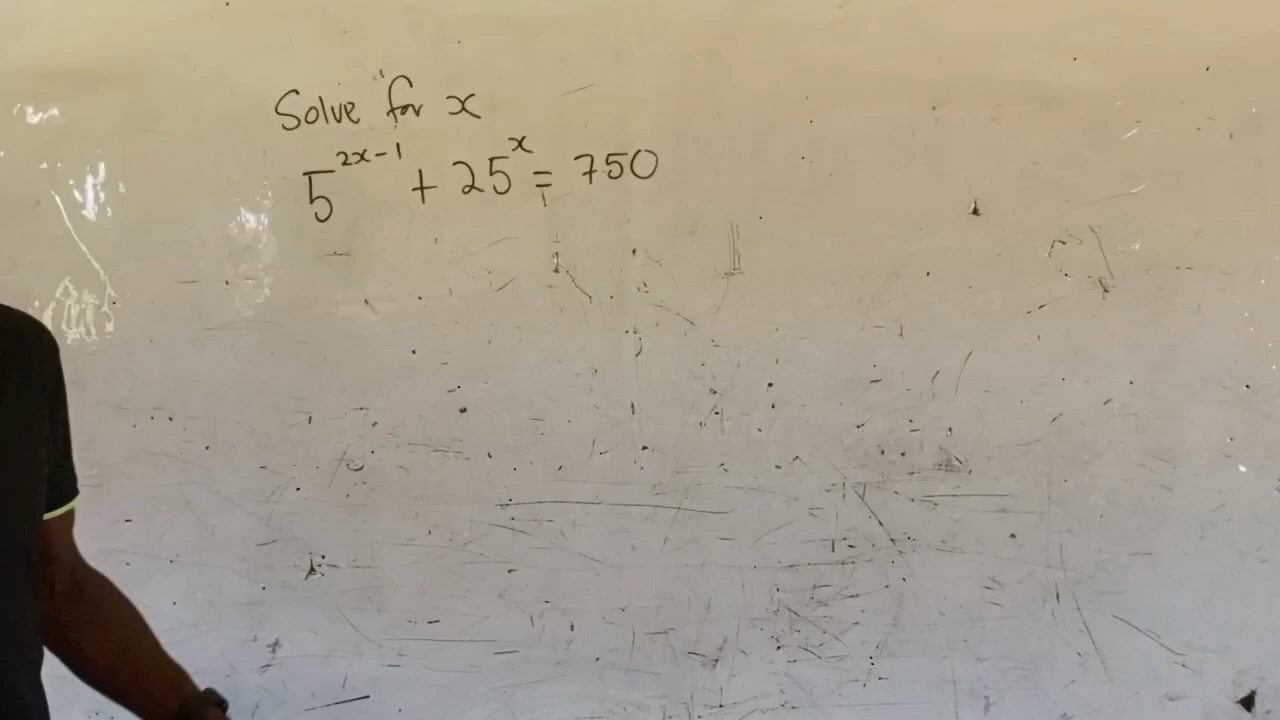 Solve for x
5^{2x-1} + 25^x = 750